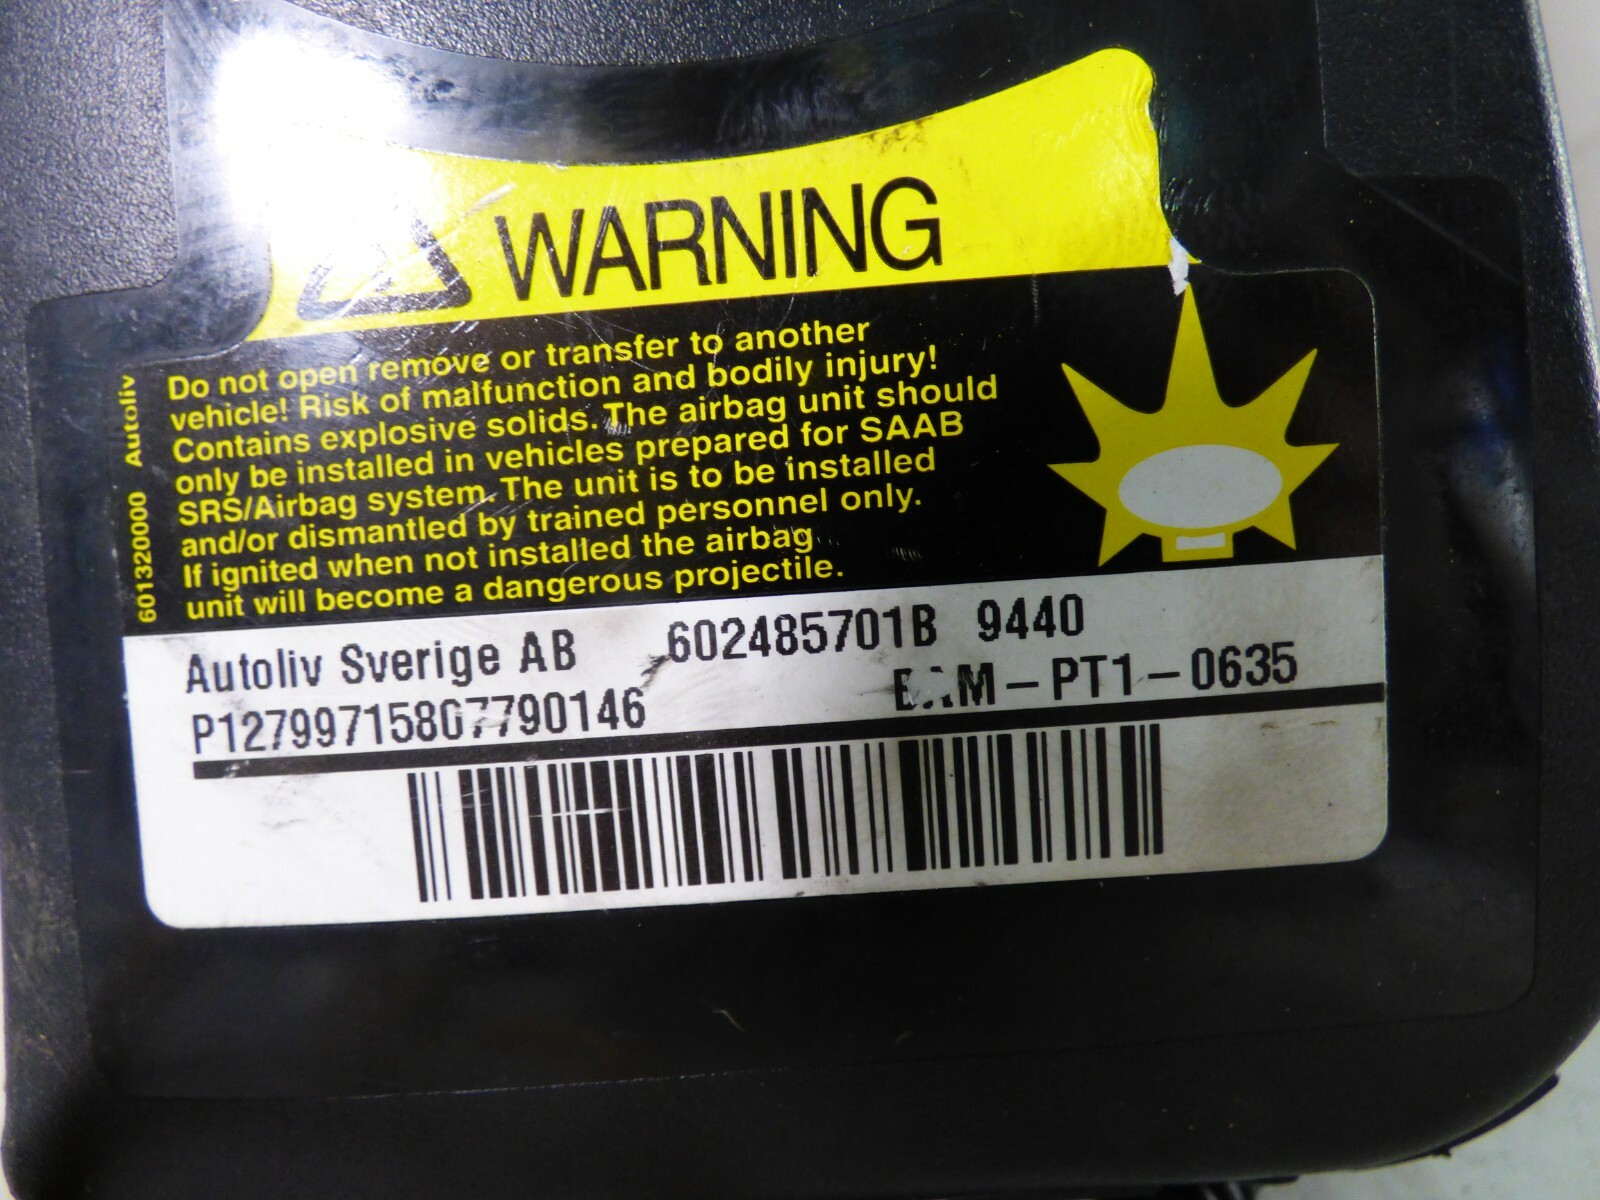 WARNING
Do not open remove or transfer to another
vehicle! Risk of malfunction and bodily injury!
Contains explosive solids. The airbag unit should
only be installed in vehicles prepared for SAAB
SRS/Airbag system. The unit is to be installed
and/or dismantled by trained personnel only.
If ignited when not installed the airbag
unit will become a dangerous projectile.
601320000 Autoliv
Autoliv Sverige AB 602485701B 9440
P12799715807790146 PT1-0635